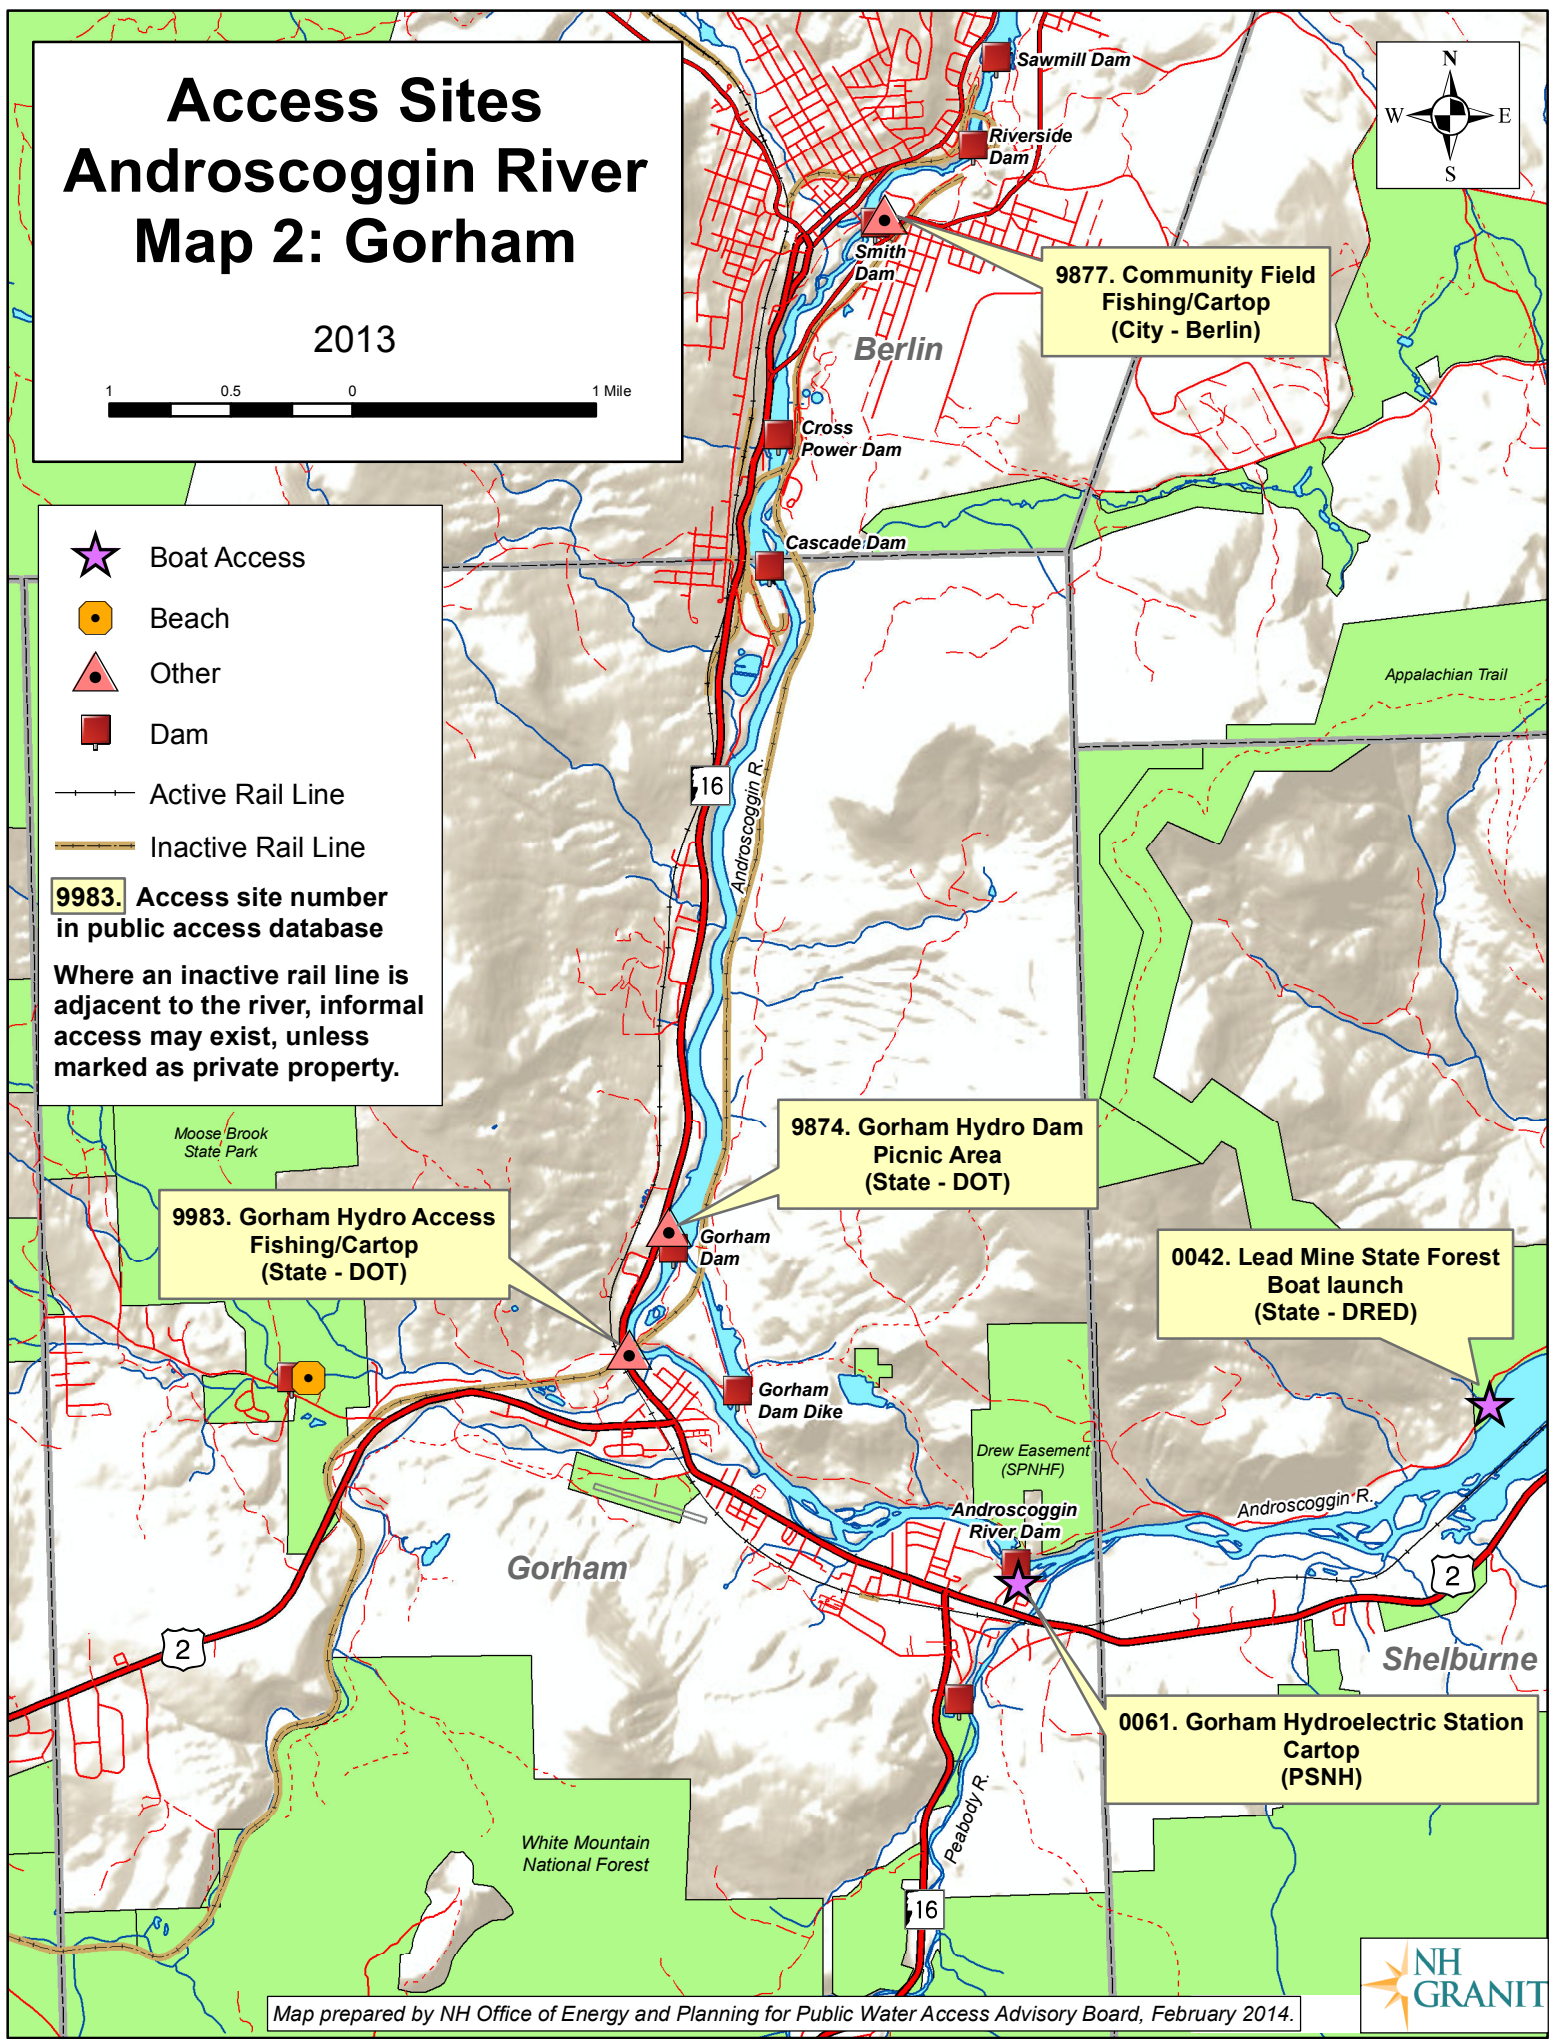 Access Sites
Androscoggin River
Map 2: Gorham
2013
1
0.5
0
1 Mile
N
W
E
S
Sawmill Dam
Riverside
Dam
Smith
Dam
9877. Community Field
Fishing/Cartop
(City - Berlin)
Berlin
Cross
Power Dam
Cascade Dam
Boat Access
Beach
Other
Dam
Active Rail Line
Inactive Rail Line
9983. Access site number
in public access database
Where an inactive rail line is
adjacent to the river, informal
access may exist, unless
marked as private property.
Appalachian Trail
16
Androscoggin R.
Moose Brook
State Park
9874. Gorham Hydro Dam
Picnic Area
(State - DOT)
9983. Gorham Hydro Access
Fishing/Cartop
(State - DOT)
Gorham
Dam
0042. Lead Mine State Forest
Boat launch
(State - DRED)
Gorham
Dam Dike
Drew Easement
(SPNHF)
Androscoggin
River Dam
Androscoggin R.
Gorham
2
2
Shelburne
0061. Gorham Hydroelectric Station
Cartop
(PSNH)
Peabody R.
White Mountain
National Forest
16
NH
GRANIT
Map prepared by NH Office of Energy and Planning for Public Water Access Advisory Board, February 2014.